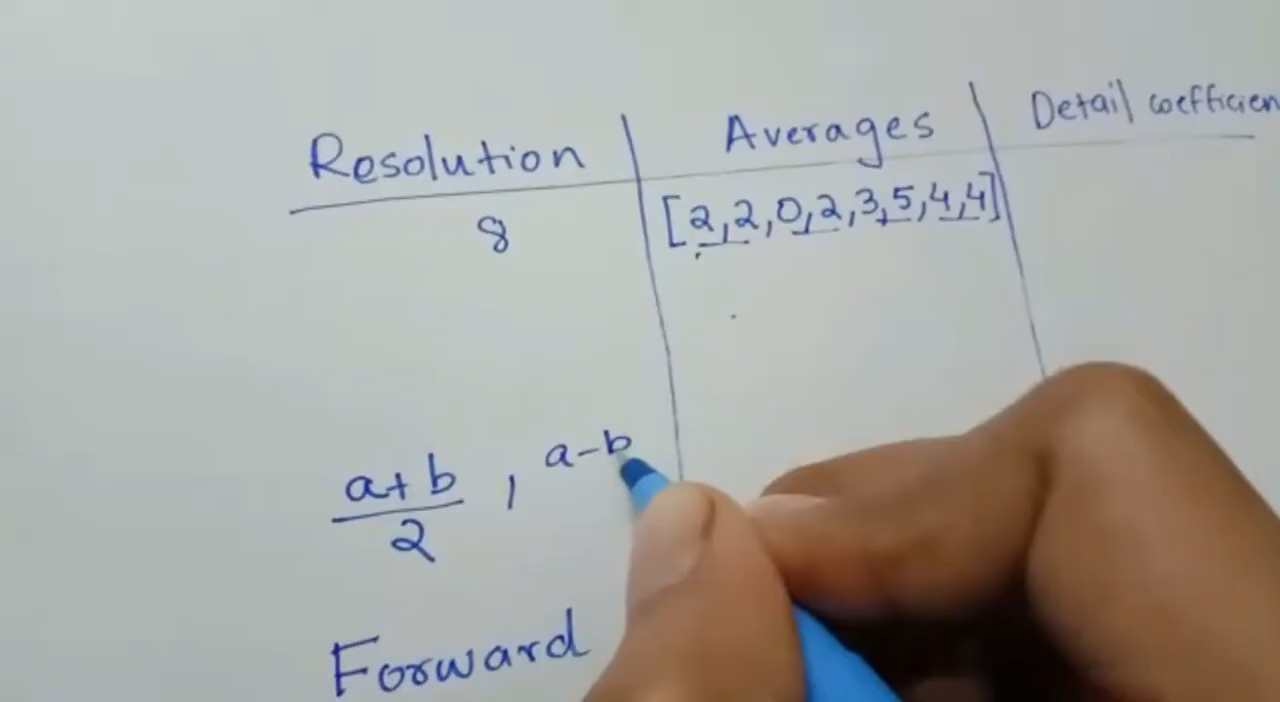 Resolution Averages Detail coefficien
8 [2,2,0,2,3,5,4,4]
a+b , a-b
2
Forward